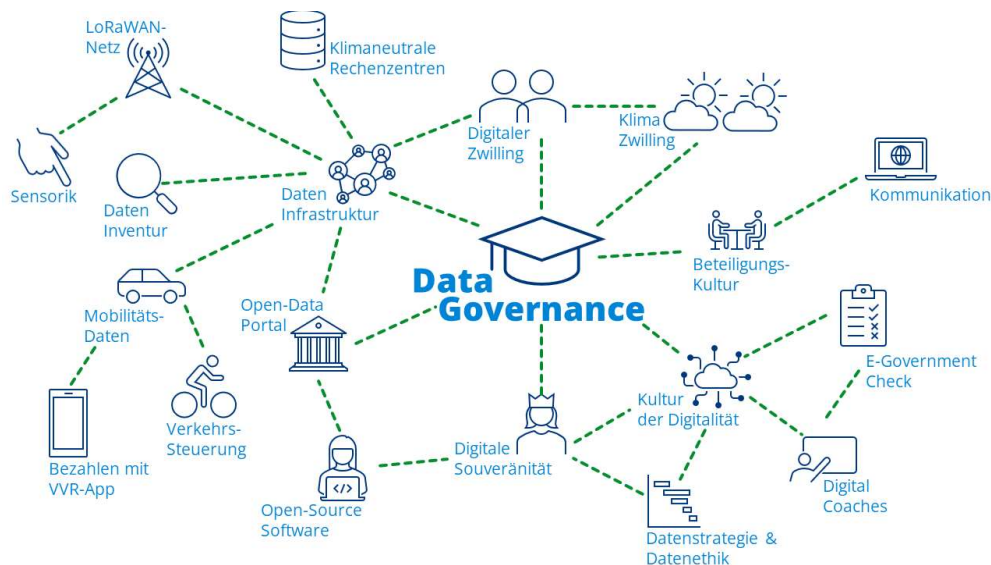 LoRaWAN-
Netz
Klimaneutrale
Rechenzentren
Digitaler
Zwilling
Klima
Zwilling
Kommunikation
Sensorik
Daten
Inventur
Daten
Infrastruktur
Beteiligungs-
Kultur
Data
Governance
Mobilitäts-
Daten
Open-Data
Portal
E-Government
Check
Kultur
der Digitalität
Verkehrs-
Steuerung
Bezahlen mit
VVR-App
Digitale
Souveränität
</>
Open-Source
Software
Digital
Coaches
Datenstrategie &
Datenethik